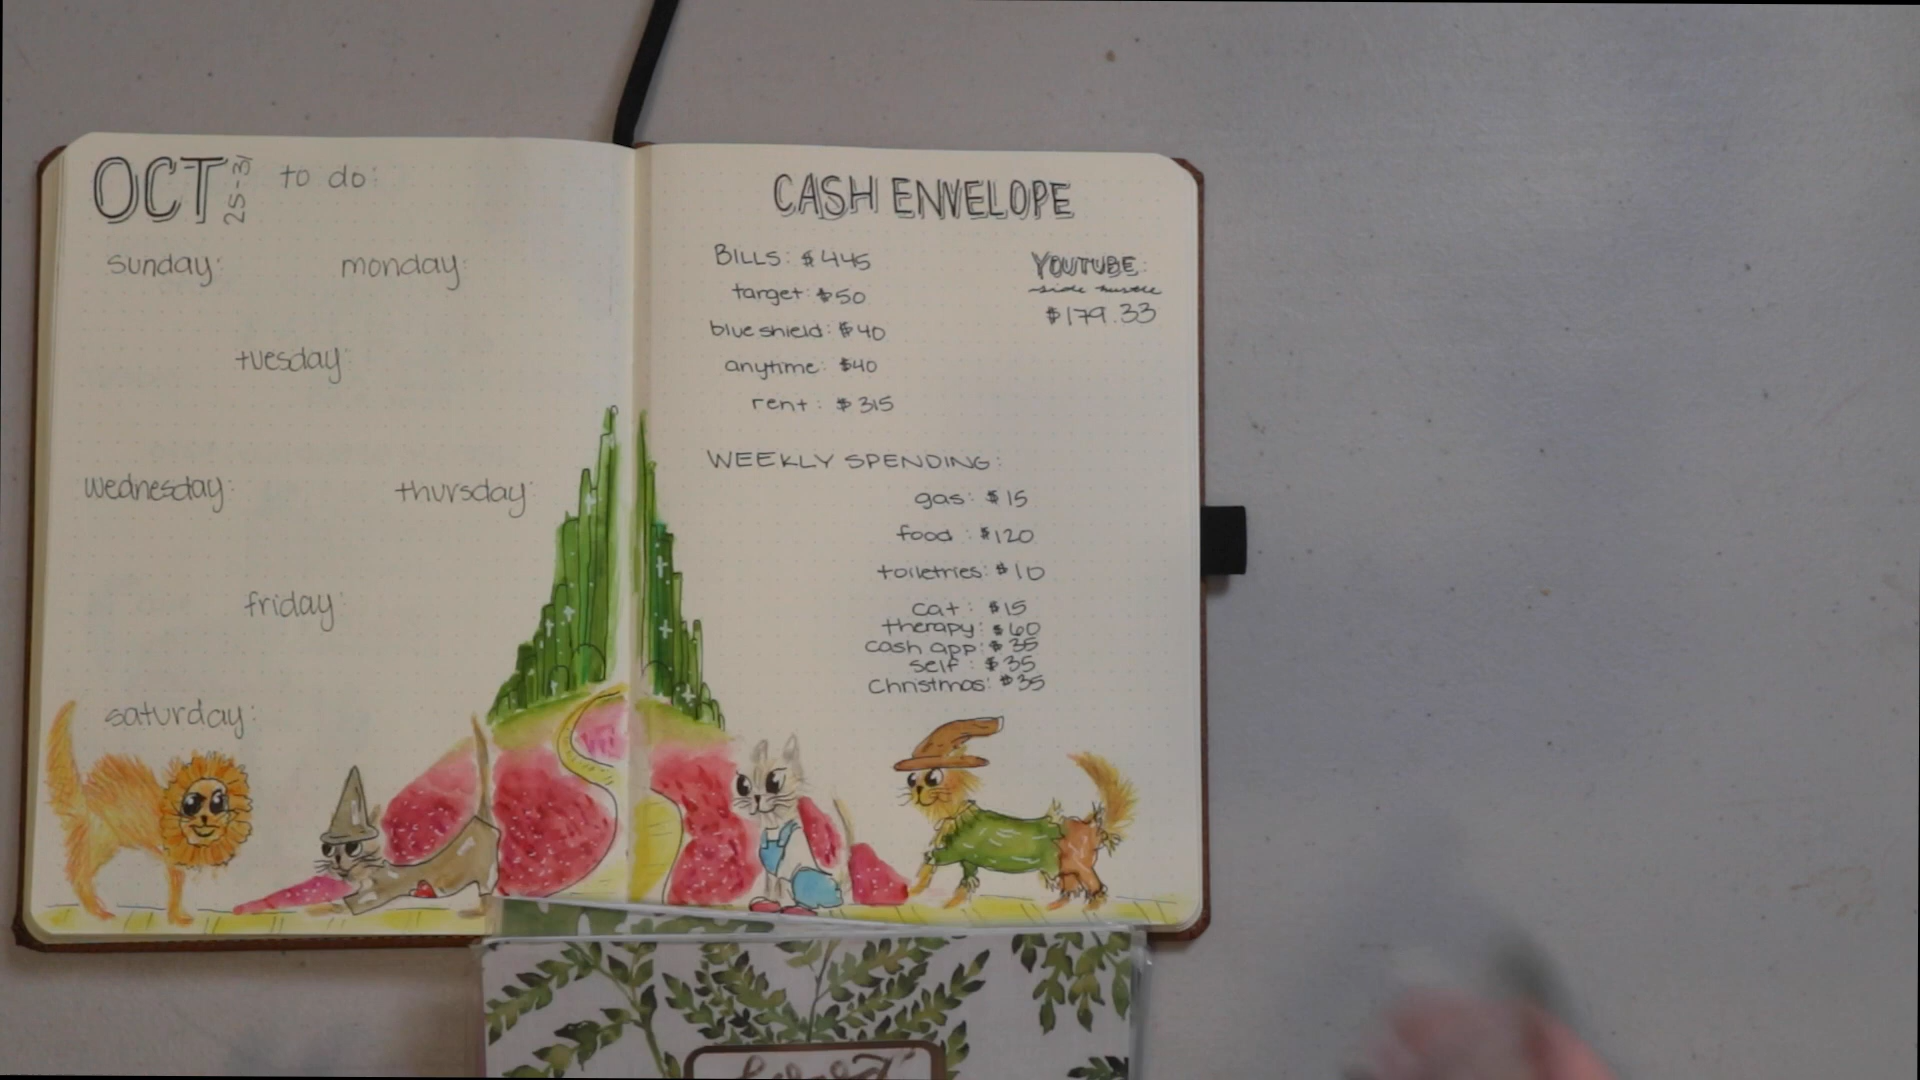 OCT
25-31
to do:
sunday:
monday:
tuesday:
wednesday:
thursday:
friday:
saturday:
CASH ENVELOPE
BILLS: $445
target: $50
blue shield: $40
anytime: $40
rent: $315
YOUTUBE:
side hustle
$179.33
WEEKLY SPENDING:
gas: $15
food: $120
toiletries: $10
cat: $15
therapy: $60
cash app: $35
self: $35
Christmas: $35